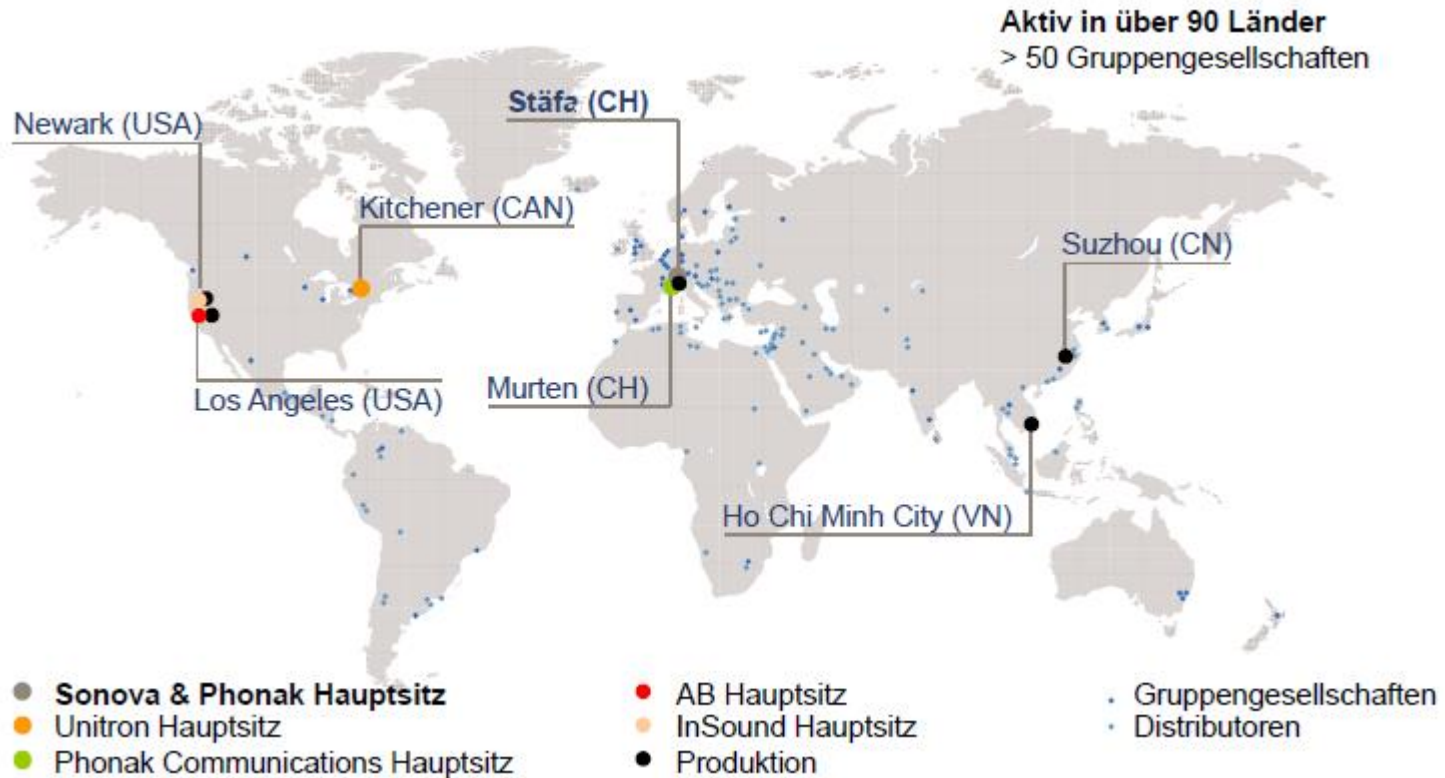 Aktiv in über 90 Länder
> 50 Gruppengesellschaften
Newark (USA)
Stäfa (CH)
Kitchener (CAN)
Suzhou (CN)
Los Angeles (USA)
Murten (CH)
Ho Chi Minh City (VN)
Sonova & Phonak Hauptsitz
Unitron Hauptsitz
Phonak Communications Hauptsitz
AB Hauptsitz
InSound Hauptsitz
Produktion
Gruppengesellschaften
Distributoren